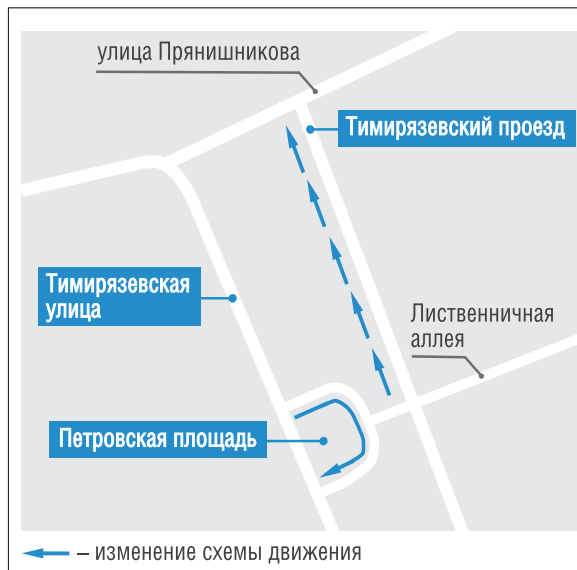 улица Прянишникова
Тимирязевский проезд
Тимирязевская
улица
Лиственничная
аллея
Петровская площадь
– изменение схемы движения